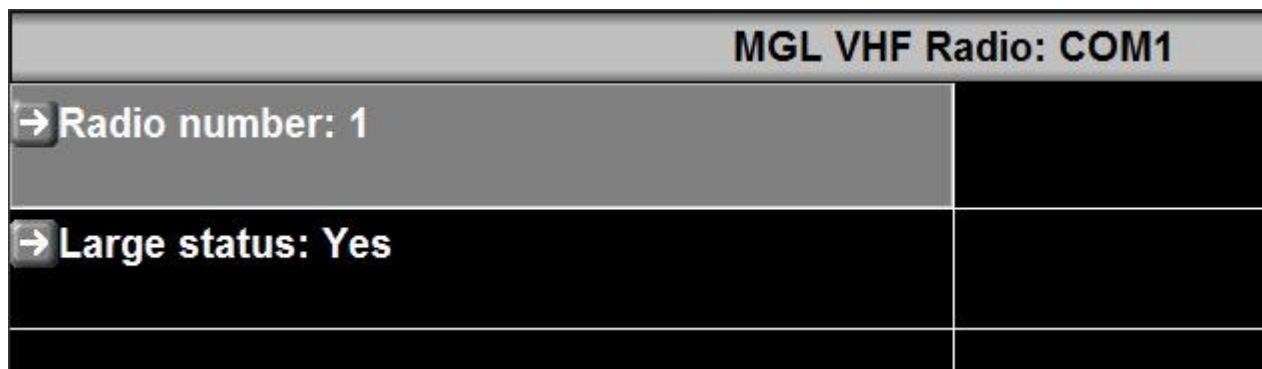 MGL VHF Radio: COM1
Radio number: 1
Large status: Yes